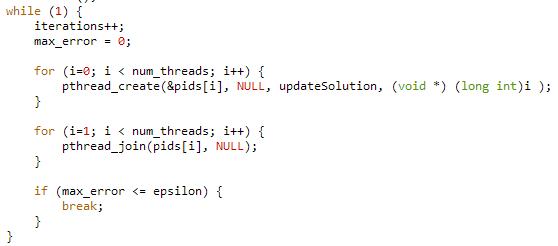 while (1) {
iterations++;
max_error = 0;
for (i=0; i < num_threads; i++) {
pthread_create(&pids[i], NULL, updateSolution, (void *) (long int)i );
}
for (i=1; i < num_threads; i++) {
pthread_join(pids[i], NULL);
}
if (max_error <= epsilon) {
break;
}
}